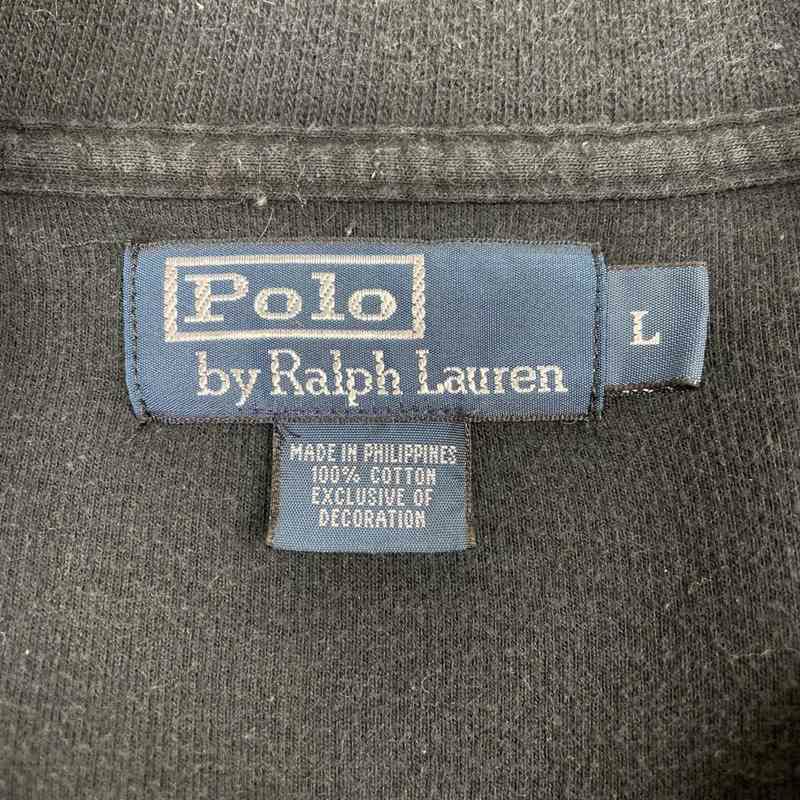 Polo
by Ralph Lauren
L
MADE IN PHILIPPINES
100% COTTON
EXCLUSIVE OF
DECORATION